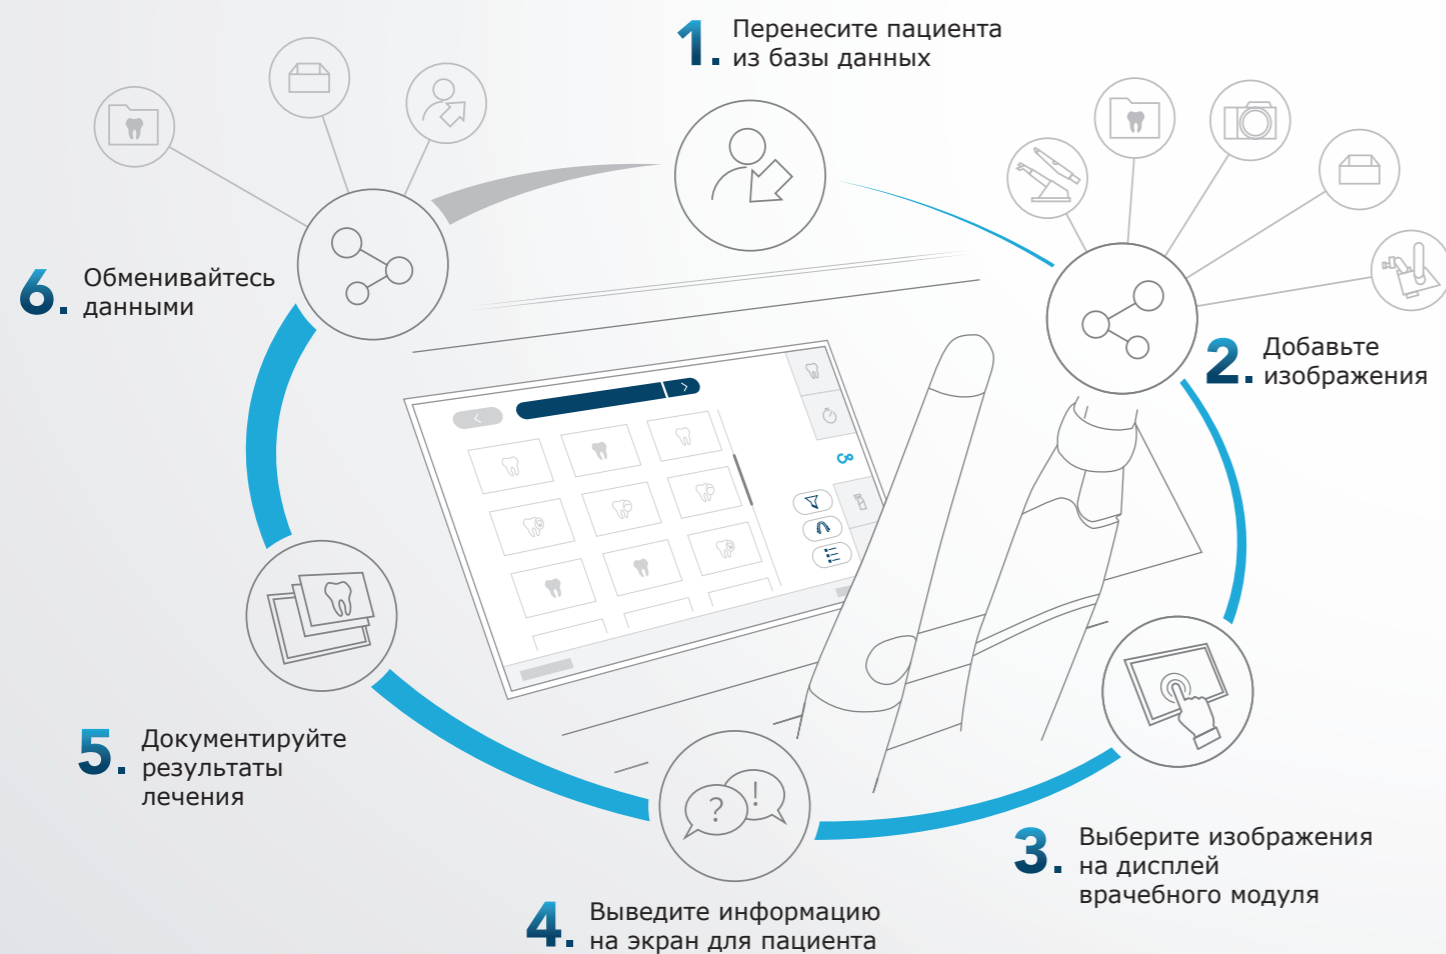 1. Перенесите пациента
из базы данных
2. Добавьте
изображения
3. Выберите изображения
на дисплей
врачебного модуля
4. Выведите информацию
на экран для пациента
? !
5. Документируйте
результаты
лечения
6. Обменивайтесь
данными